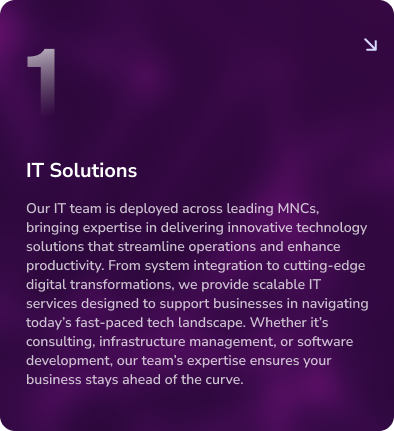 1
IT Solutions
Our IT team is deployed across leading MNCs,
bringing expertise in delivering innovative technology
solutions that streamline operations and enhance
productivity. From system integration to cutting-edge
digital transformations, we provide scalable IT
services designed to support businesses in navigating
today’s fast-paced tech landscape. Whether it’s
consulting, infrastructure management, or software
development, our team’s expertise ensures your
business stays ahead of the curve.